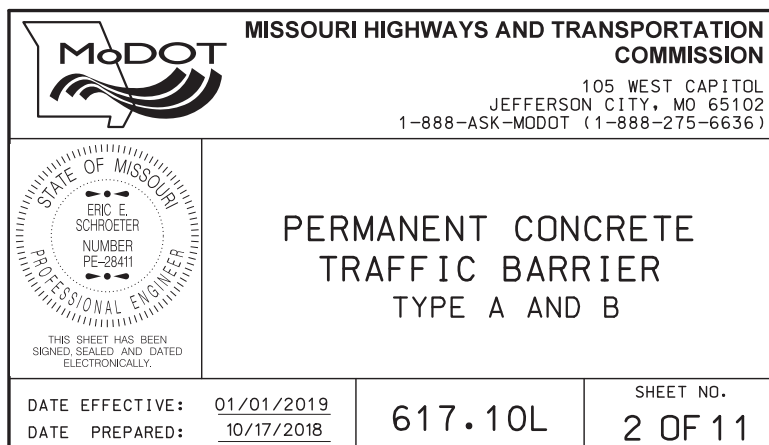 MoDOT
MISSOURI HIGHWAYS AND TRANSPORTATION
COMMISSION
105 WEST CAPITOL
JEFFERSON CITY, MO 65102
1-888-ASK-MODOT (1-888-275-6636)
STATE OF MISSOURI
ERIC E.
SCHROETER
NUMBER
PE-28411
PROFESSIONAL ENGINEER
THIS SHEET HAS BEEN
SIGNED, SEALED AND DATED
ELECTRONICALLY.
PERMANENT CONCRETE
TRAFFIC BARRIER
TYPE A AND B
DATE EFFECTIVE: 01/01/2019
DATE PREPARED: 10/17/2018
617.10L
SHEET NO.
2 OF 11